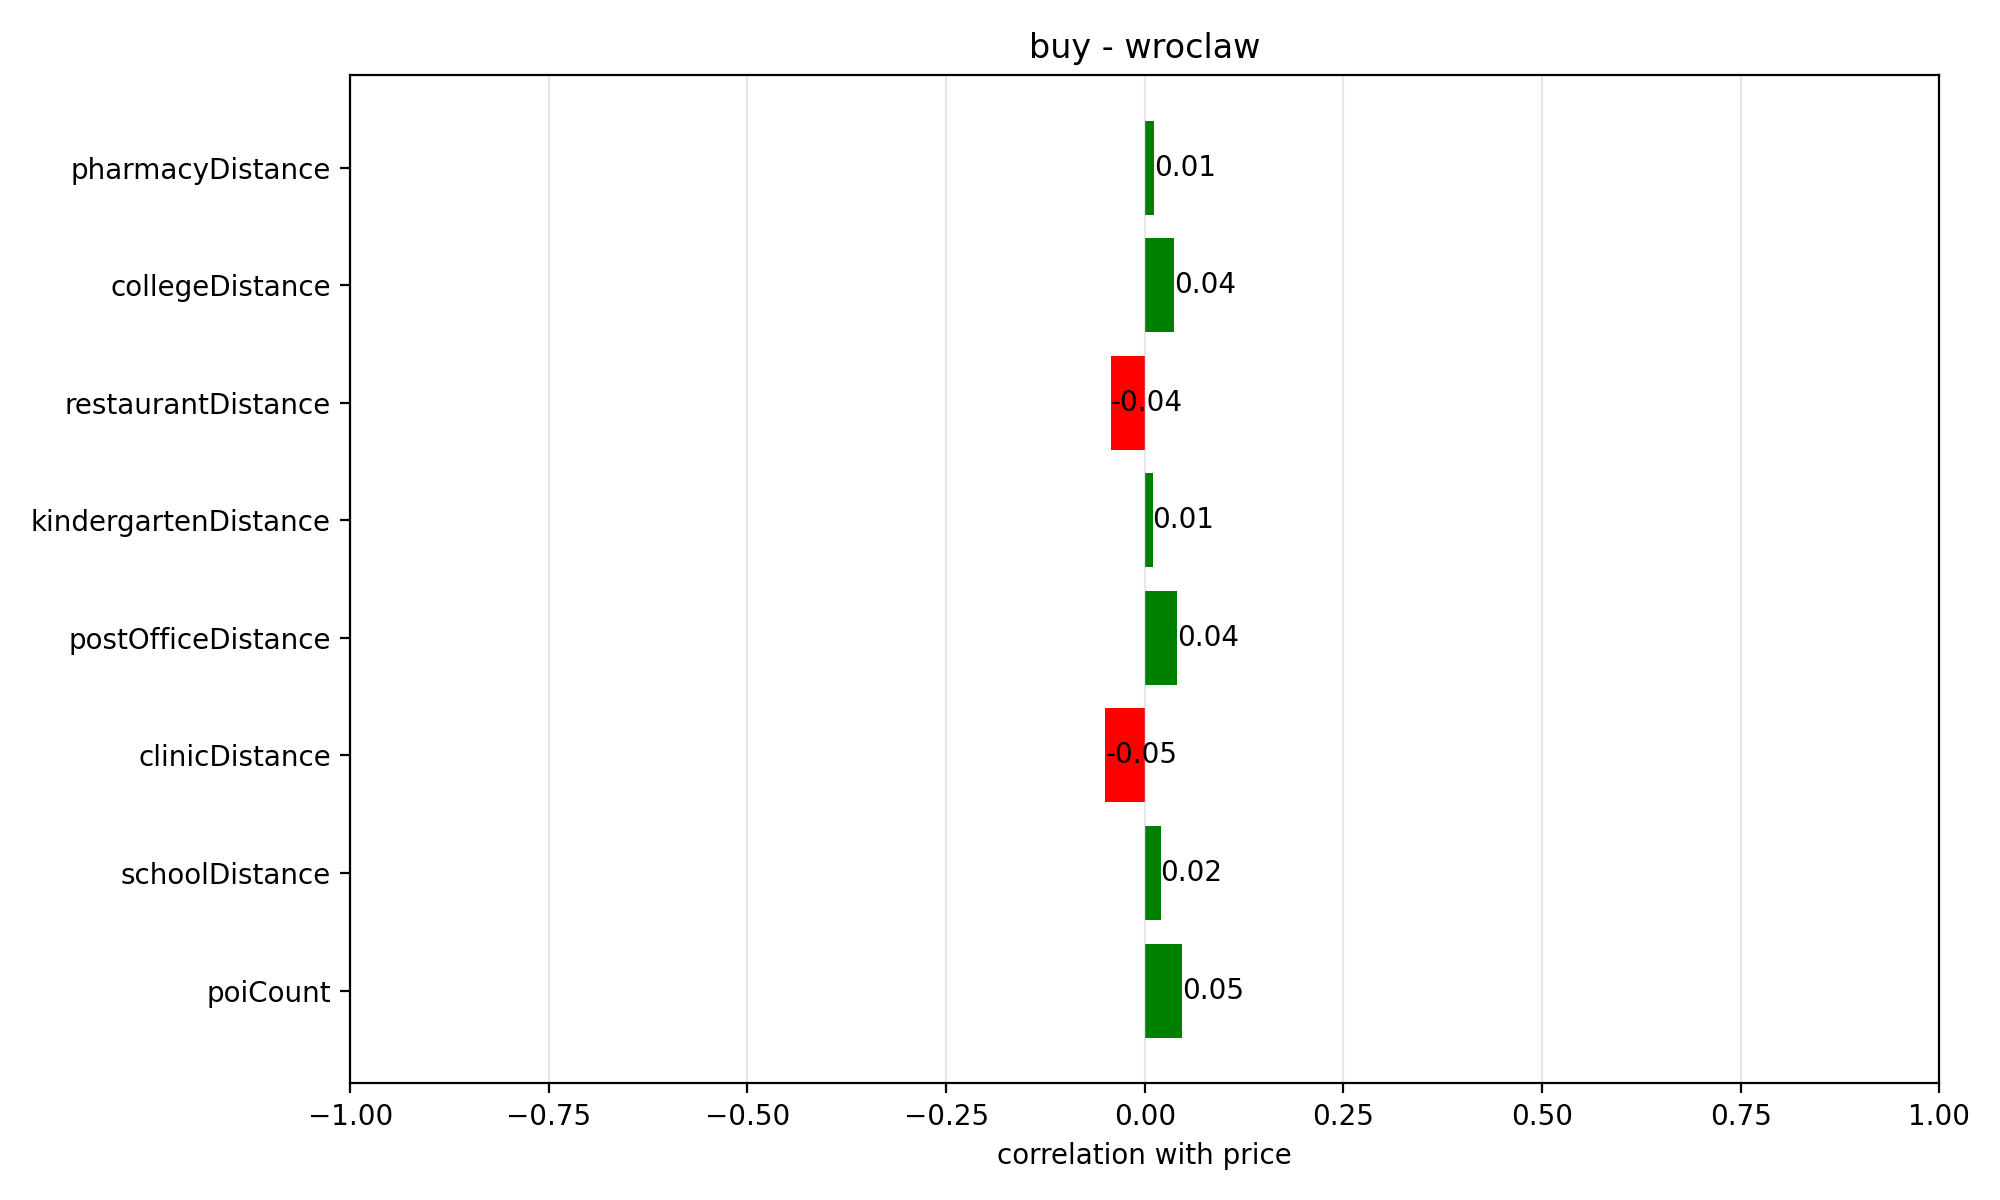 buy - wroclaw
pharmacyDistance
0.01
collegeDistance
0.04
restaurantDistance
-0.04
kindergartenDistance
0.01
postOfficeDistance
0.04
clinicDistance
-0.05
schoolDistance
0.02
poiCount
0.05
−1.00 −0.75 −0.50 −0.25 0.00 0.25 0.50 0.75 1.00
correlation with price